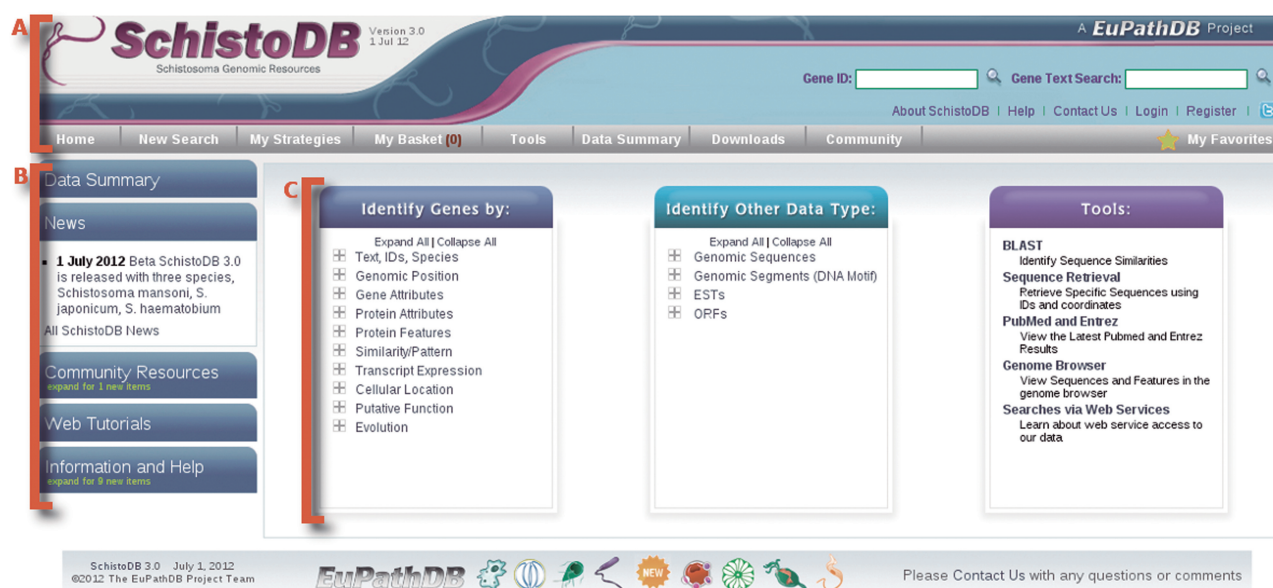 A
SchistoDB
Version 3.0
1 Jul 12
Schistosoma Genomic Resources
A EuPathDB Project
Gene ID:
Gene Text Search:
About SchistoDB | Help | Contact Us | Login | Register |
Home | New Search | My Strategies | My Basket (0) | Tools | Data Summary | Downloads | Community
My Favorites
B
Data Summary
News
1 July 2012 Beta SchistoDB 3.0
is released with three species,
Schistosoma mansoni, S.
japonicum, S. haematobium
All SchistoDB News
Community Resources
expand for 1 new items
Web Tutorials
Information and Help
expand for 9 new items
C
Identify Genes by:
Expand All | Collapse All
Text, IDs, Species
Genomic Position
Gene Attributes
Protein Attributes
Protein Features
Similarity/Pattern
Transcript Expression
Cellular Location
Putative Function
Evolution
Identify Other Data Type:
Expand All | Collapse All
Genomic Sequences
Genomic Segments (DNA Motif)
ESTs
ORFs
Tools:
BLAST
Identify Sequence Similarities
Sequence Retrieval
Retrieve Specific Sequences using
IDs and coordinates
PubMed and Entrez
View the Latest Pubmed and Entrez
Results
Genome Browser
View Sequences and Features in the
genome browser
Searches via Web Services
Learn about web service access to
our data
SchistoDB 3.0 July 1, 2012
©2012 The EuPathDB Project Team
EuPathDB
NEW
Please Contact Us with any questions or comments